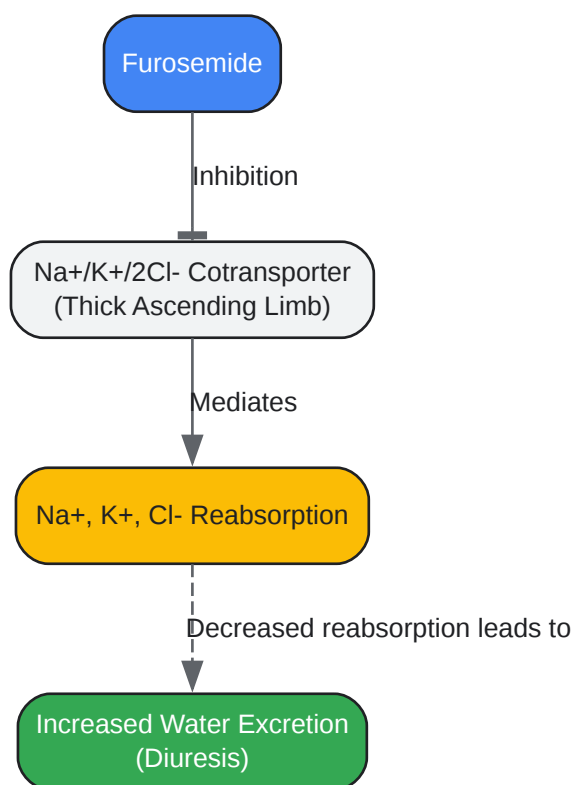 Furosemide
Inhibition
Na+/K+/2Cl- Cotransporter
(Thick Ascending Limb)
Mediates
Na+, K+, Cl- Reabsorption
Decreased reabsorption leads to
Increased Water Excretion
(Diuresis)